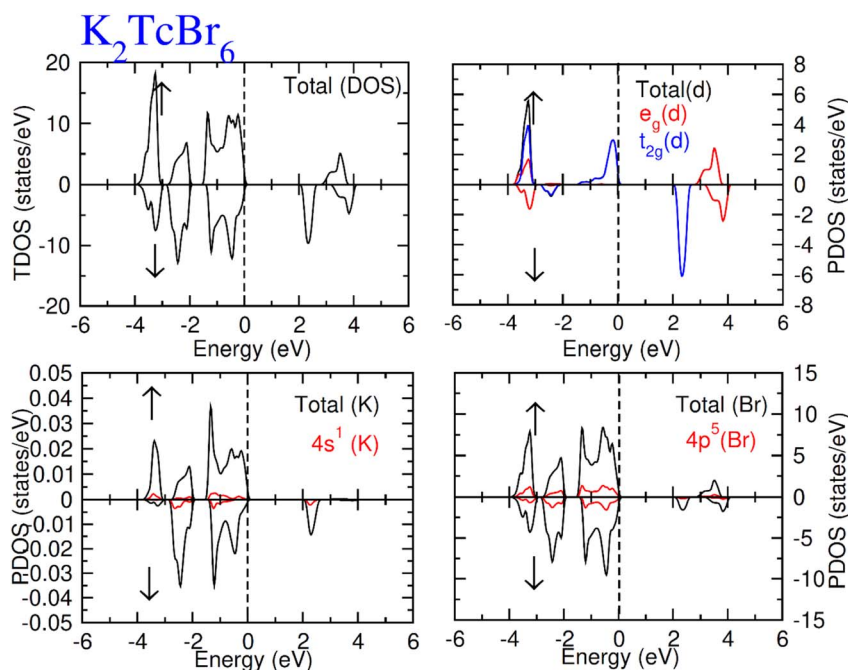 K₂TcBr₆
20
10
0
-10
-20
TDOS (states/eV)
Total (DOS)
↑
↓
-6 -4 -2 0 2 4 6
Energy (eV)
8
6
4
2
0
-2
-4
-6
-8
PDOS (states/eV)
Total(d)
e_g(d)
t_2g(d)
↑
↓
-6 -4 -2 0 2 4 6
Energy (eV)
0.05
0.04
0.03
0.02
0.01
0
0.01
0.02
-0.03
-0.04
-0.05
PDOS (states/eV)
Total (K)
4s¹ (K)
↑
↓
-6 -4 -2 0 2 4 6
Energy (eV)
15
10
5
0
-5
-10
-15
PDOS (states/eV)
Total (Br)
4p⁵(Br)
↑
↓
-6 -4 -2 0 2 4 6
Energy (eV)